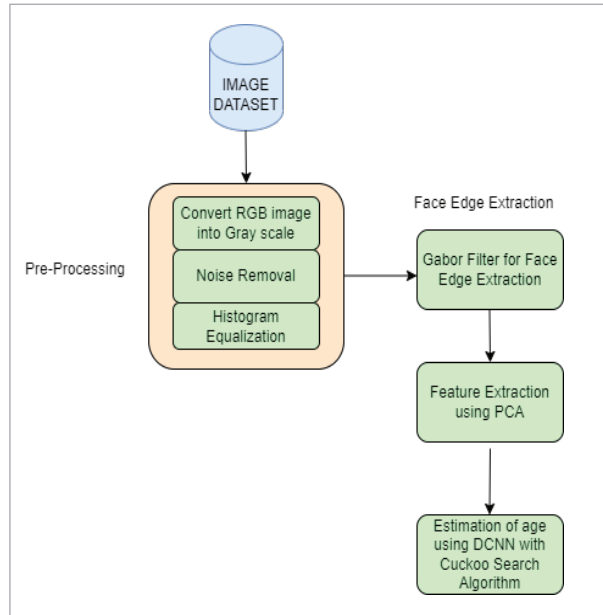 IMAGE
DATASET
Pre-Processing
Convert RGB image
into Gray scale
Noise Removal
Histogram
Equalization
Face Edge Extraction
Gabor Filter for Face
Edge Extraction
Feature Extraction
using PCA
Estimation of age
using DCNN with
Cuckoo Search
Algorithm